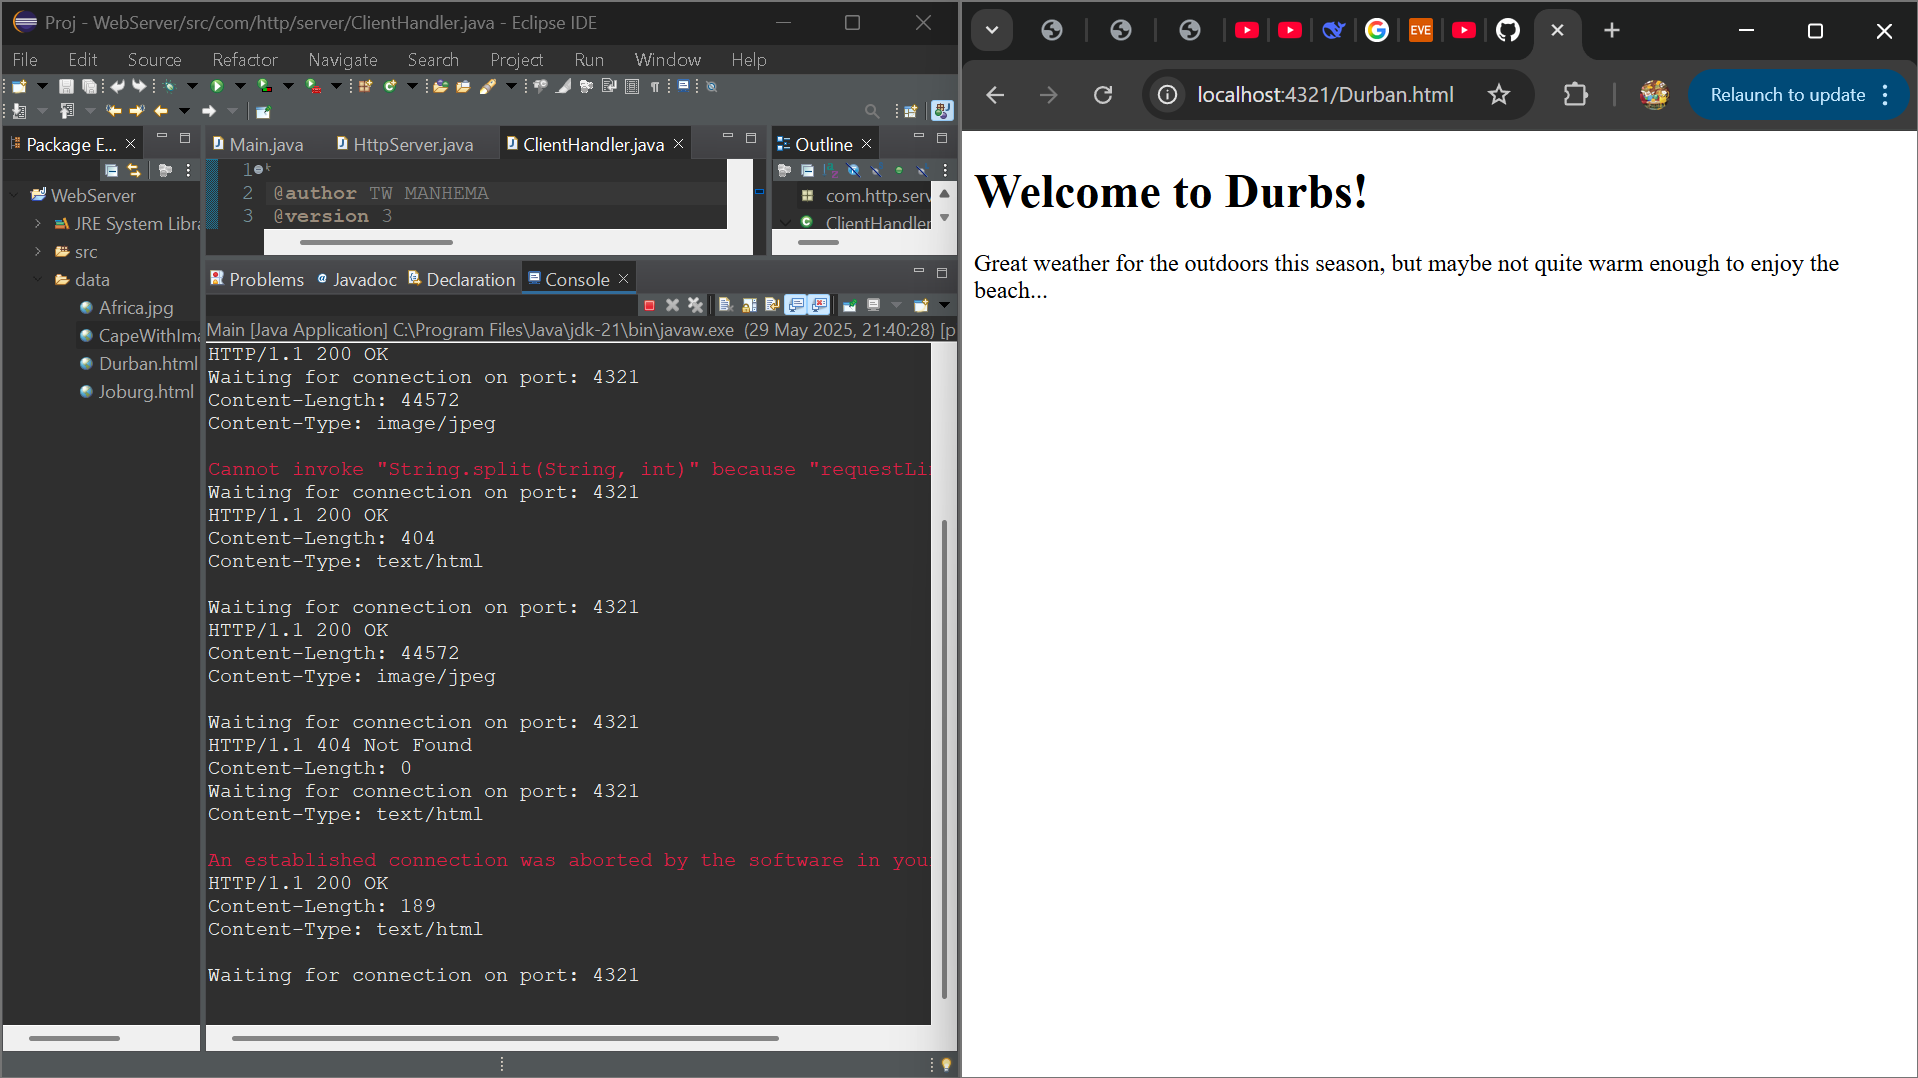 Proj - WebServer/src/com/http/server/ClientHandler.java - Eclipse IDE
File Edit Source Refactor Navigate Search Project Run Window Help
Package E...
WebServer
JRE System Libra
src
data
Africa.jpg
CapeWithIma
Durban.html
Joburg.html
Main.java HttpServer.java ClientHandler.java
1
2 @author TW MANHEMA
3 @version 3
Outline
com.http.serv
ClientHandler
Problems Javadoc Declaration Console
Main [Java Application] C:\Program Files\Java\jdk-21\bin\javaw.exe (29 May 2025, 21:40:28) [p
HTTP/1.1 200 OK
Waiting for connection on port: 4321
Content-Length: 44572
Content-Type: image/jpeg
Cannot invoke "String.split(String, int)" because "requestLi
Waiting for connection on port: 4321
HTTP/1.1 200 OK
Content-Length: 404
Content-Type: text/html
Waiting for connection on port: 4321
HTTP/1.1 200 OK
Content-Length: 44572
Content-Type: image/jpeg
Waiting for connection on port: 4321
HTTP/1.1 404 Not Found
Content-Length: 0
Waiting for connection on port: 4321
Content-Type: text/html
An established connection was aborted by the software in you
HTTP/1.1 200 OK
Content-Length: 189
Content-Type: text/html
Waiting for connection on port: 4321
EVE
localhost:4321/Durban.html
Relaunch to update
Welcome to Durbs!
Great weather for the outdoors this season, but maybe not quite warm enough to enjoy the
beach...